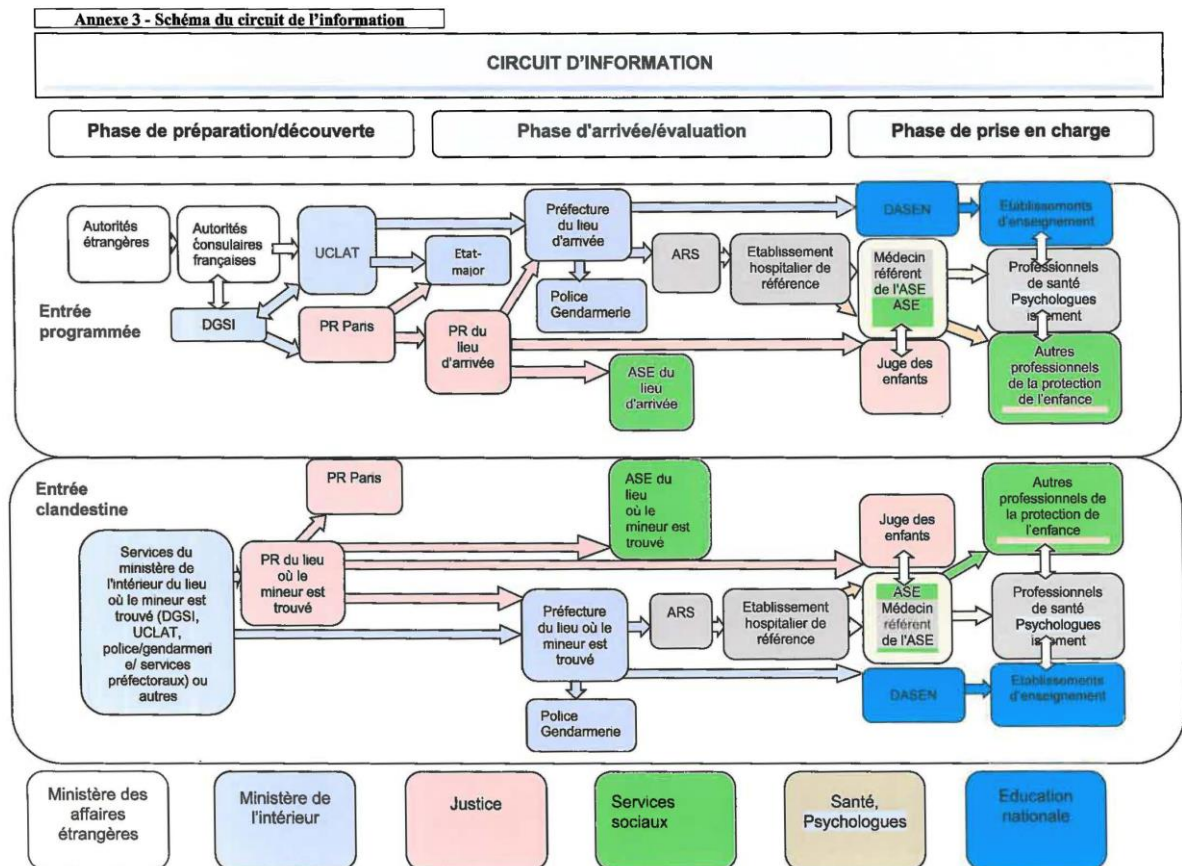 Annexe 3 - Schéma du circuit de l'information
CIRCUIT D'INFORMATION
Phase de préparation/découverte
Phase d'arrivée/évaluation
Phase de prise en charge
Entrée
programmée
Autorités
étrangères
Autorités
consulaires
françaises
UCLAT
DGSI
PR Paris
Etat-
major
PR du
lieu
d'arrivée
Préfecture
du lieu
d'arrivée
Police
Gendarmerie
ARS
Etablissement
hospitalier de
référence
ASE du
lieu
d'arrivée
DASEN
Etablissements
d'enseignement
Médecin
référent
de l'ASE
ASE
Juge des
enfants
Professionnels
de santé
Psychologues
isement
Autres
professionnels
de la protection
de l'enfance
Entrée
clandestine
Services du
ministère de
l'intérieur du lieu
où le mineur est
trouvé (DGSI,
UCLAT,
police/gendarmeri
e/ services
préfectoraux) ou
autres
PR Paris
PR du lieu
où le
mineur est
trouvé
ASE du
lieu
où le
mineur est
trouvé
Préfecture
du lieu où le
mineur est
trouvé
Police
Gendarmerie
ARS
Etablissement
hospitalier de
référence
Juge des
enfants
ASE
Médecin
référent
de l'ASE
DASEN
Autres
professionnels de
la protection de
l'enfance
Professionnels
de santé
Psychologues
isement
Etablissements
d'enseignement
Ministère des
affaires
étrangères
Ministère de
l'intérieur
Justice
Services
sociaux
Santé,
Psychologues
Education
nationale